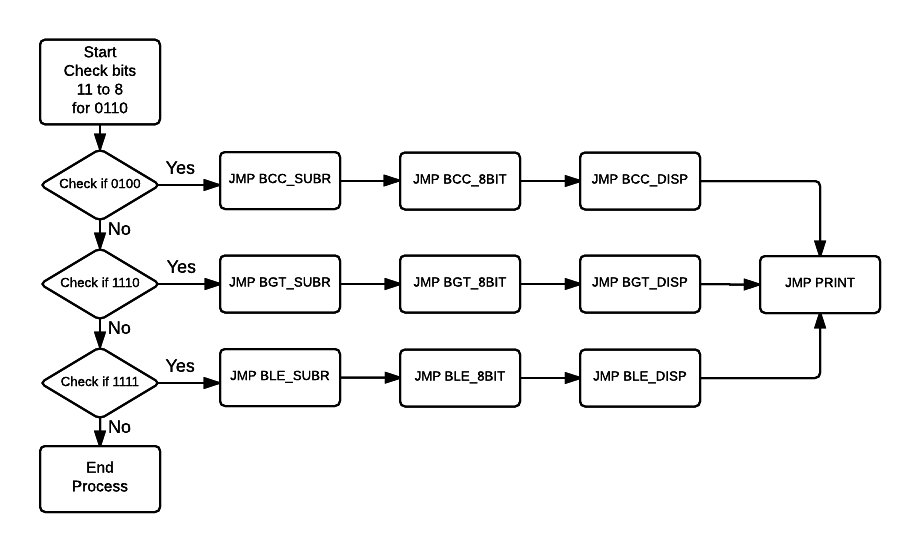 Start
Check bits
11 to 8
for 0110
Check if 0100
Yes
JMP BCC_SUBR
JMP BCC_8BIT
JMP BCC_DISP
No
Check if 1110
Yes
JMP BGT_SUBR
JMP BGT_8BIT
JMP BGT_DISP
JMP PRINT
No
Check if 1111
Yes
JMP BLE_SUBR
JMP BLE_8BIT
JMP BLE_DISP
No
End
Process